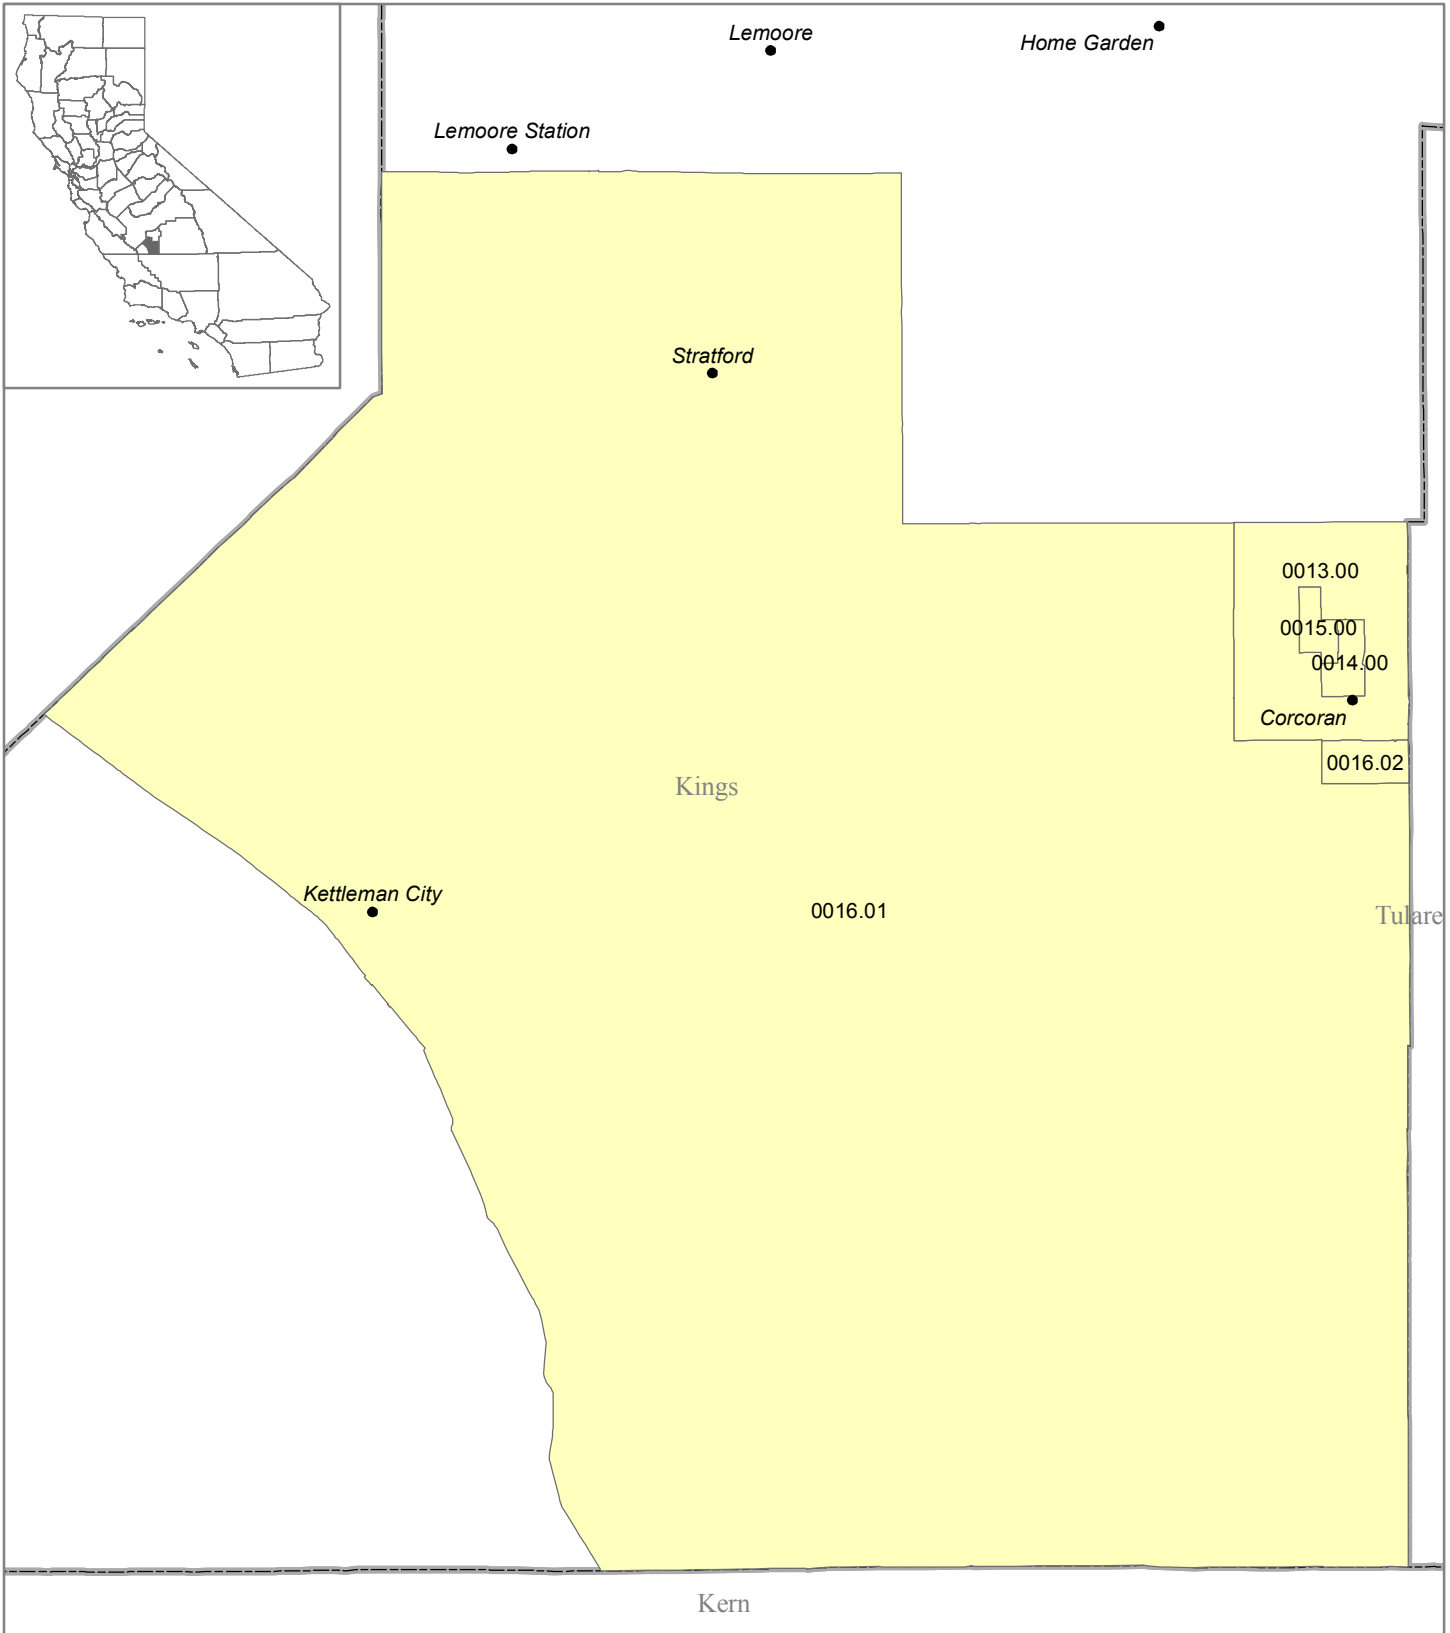 Lemoore
Home Garden
Lemoore Station
Stratford
0013.00
0015.00
0014.00
Corcoran
0016.02
Kings
Kettleman City
0016.01
Tulare
Kern